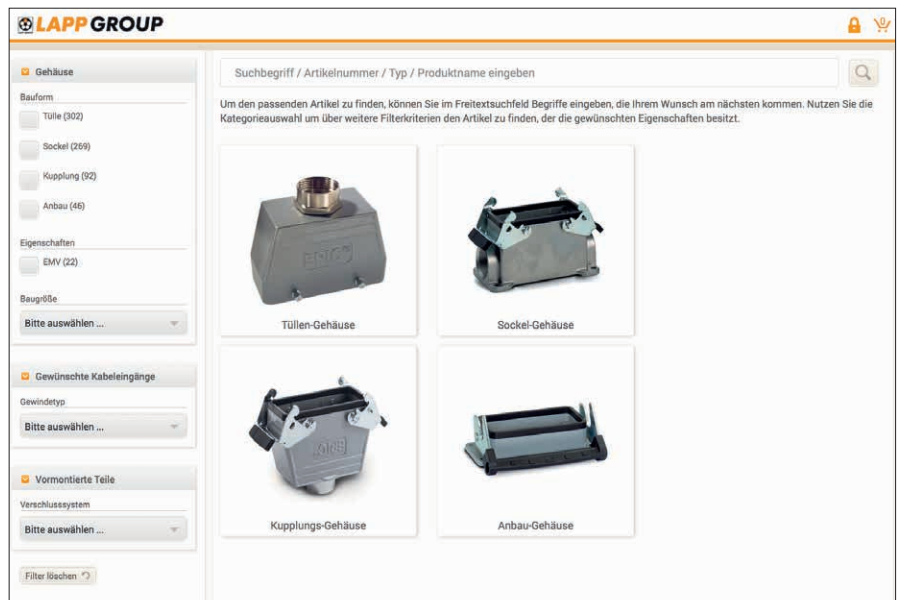 LAPP GROUP
0
Gehäuse
Bauform
Tülle (302)
Sockel (269)
Kupplung (92)
Anbau (46)
Eigenschaften
EMV (22)
Baugröße
Bitte auswählen ...
Gewünschte Kabeleingänge
Gewindetyp
Bitte auswählen ...
Vormontierte Teile
Verschlusssystem
Bitte auswählen ...
Filter löschen
Suchbegriff / Artikelnummer / Typ / Produktname eingeben
Um den passenden Artikel zu finden, können Sie im Freitextsuchfeld Begriffe eingeben, die Ihrem Wunsch am nächsten kommen. Nutzen Sie die
Kategorieauswahl um über weitere Filterkriterien den Artikel zu finden, der die gewünschten Eigenschaften besitzt.
Tüllen-Gehäuse
Sockel-Gehäuse
Kupplungs-Gehäuse
Anbau-Gehäuse